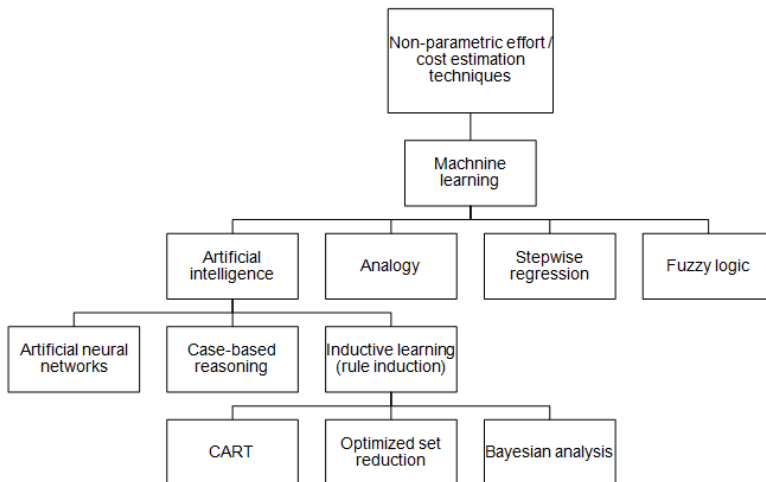 Non-parametric effort /
cost estimation
techniques
Machnine
learning
Artificial
intelligence
Analogy
Stepwise
regression
Fuzzy logic
Artificial neural
networks
Case-based
reasoning
Inductive learning
(rule induction)
CART
Optimized set
reduction
Bayesian analysis